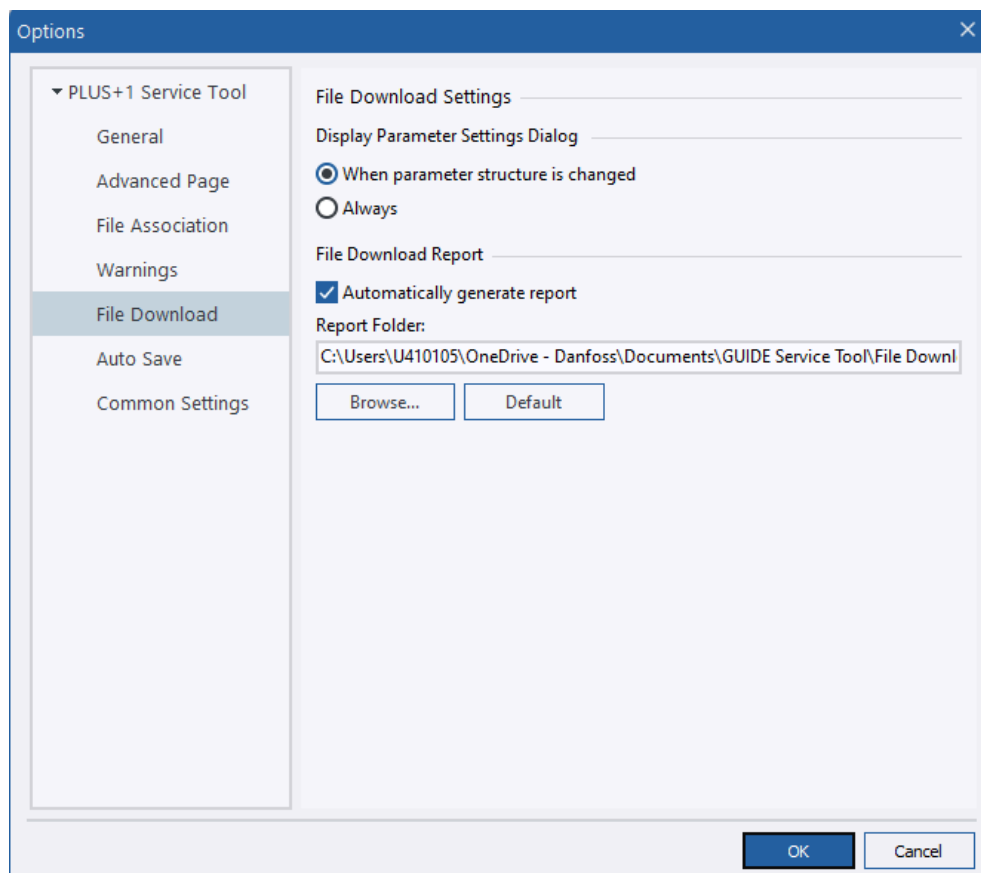 Options
PLUS+1 Service Tool
General
Advanced Page
File Association
Warnings
File Download
Auto Save
Common Settings
File Download Settings
Display Parameter Settings Dialog
When parameter structure is changed
Always
File Download Report
Automatically generate report
Report Folder:
C:\Users\U410105\OneDrive - Danfoss\Documents\GUIDE Service Tool\File Downl
Browse...
Default
OK
Cancel